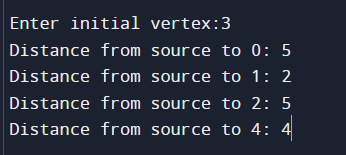 Enter initial vertex:3
Distance from source to 0: 5
Distance from source to 1: 2
Distance from source to 2: 5
Distance from source to 4: 4